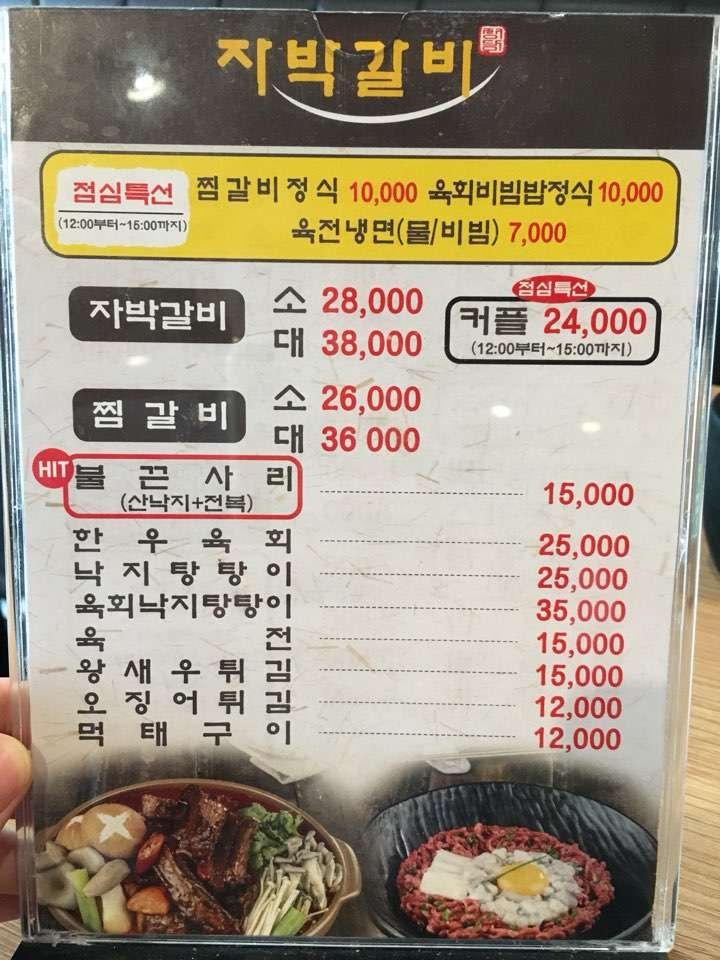 자박갈비
점심특선
(12:00부터~15:00까지)
찜갈비정식 10,000 육회비빔밥정식 10,000
육전냉면(물/비빔) 7,000
자박갈비
소 28,000
대 38,000
점심특선
커플 24,000
(12:00부터~15:00까지)
찜갈비
소 26,000
대 36 000
HIT
불끈사리 15,000
(산낙지+전복)
한우육회 25,000
낙지탕탕이 25,000
육회낙지탕탕이 35,000
육전 15,000
왕새우튀김 15,000
오징어튀김 12,000
먹태구이 12,000